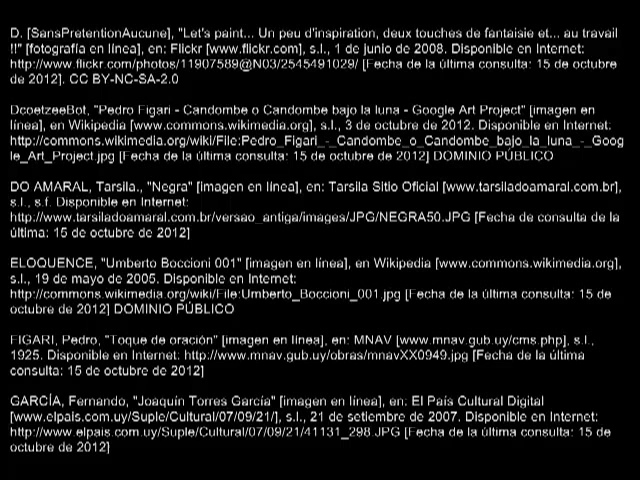 D. [SansPretentionAucune], "Let's paint... Un peu d'inspiration, deux touches de fantaisie et... au travail
!!" [fotografía en línea], en: Flickr [www.flickr.com], s.l., 1 de junio de 2008. Disponible en Internet:
http://www.flickr.com/photos/11907589@N03/2545491029/ [Fecha de la última consulta: 15 de octubre
de 2012]. CC BY-NC-SA-2.0
DcoetzeeBot, "Pedro Figari - Candombe o Candombe bajo la luna - Google Art Project" [imagen en
línea], en Wikipedia [www.commons.wikimedia.org], s.l., 3 de octubre de 2012. Disponible en Internet:
http://commons.wikimedia.org/wiki/File:Pedro_Figari_-_Candombe_o_Candombe_bajo_la_luna_-_Goog
le_Art_Project.jpg [Fecha de la última consulta: 15 de octubre de 2012] DOMINIO PÚBLICO
DO AMARAL, Tarsila., "Negra" [imagen en línea], en: Tarsila Sitio Oficial [www.tarsiladoamaral.com.br],
s.l., s.f. Disponible en Internet:
http://www.tarsiladoamaral.com.br/versao_antiga/images/JPG/NEGRA50.JPG [Fecha de consulta de la
última: 15 de octubre de 2012]
ELOQUENCE, "Umberto Boccioni 001" [imagen en línea], en Wikipedia [www.commons.wikimedia.org],
s.l., 19 de mayo de 2005. Disponible en Internet:
http://commons.wikimedia.org/wiki/File:Umberto_Boccioni_001.jpg [Fecha de la última consulta: 15 de
octubre de 2012] DOMINIO PÚBLICO
FIGARI, Pedro, "Toque de oración" [imagen en línea], en: MNAV [www.mnav.gub.uy/cms.php], s.l.,
1925. Disponible en Internet: http://www.mnav.gub.uy/obras/mnavXX0949.jpg [Fecha de la última
consulta: 15 de octubre de 2012]
GARCÍA, Fernando, "Joaquín Torres García" [imagen en línea], en: El País Cultural Digital
[www.elpais.com.uy/Suple/Cultural/07/09/21/], s.l., 21 de setiembre de 2007. Disponible en Internet:
http://www.elpais.com.uy/Suple/Cultural/07/09/21/41131_298.JPG [Fecha de la última consulta: 15 de
octubre de 2012]